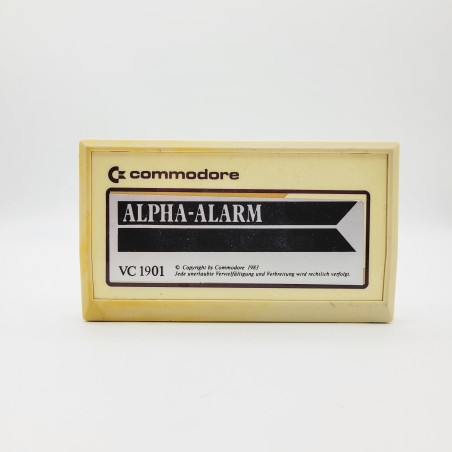 commodore
ALPHA-ALARM
VC 1901
© Copyright by Commodore 1983
Jede unerlaubte Vervielfältigung und Verbreitung wird rechtlich verfolgt.